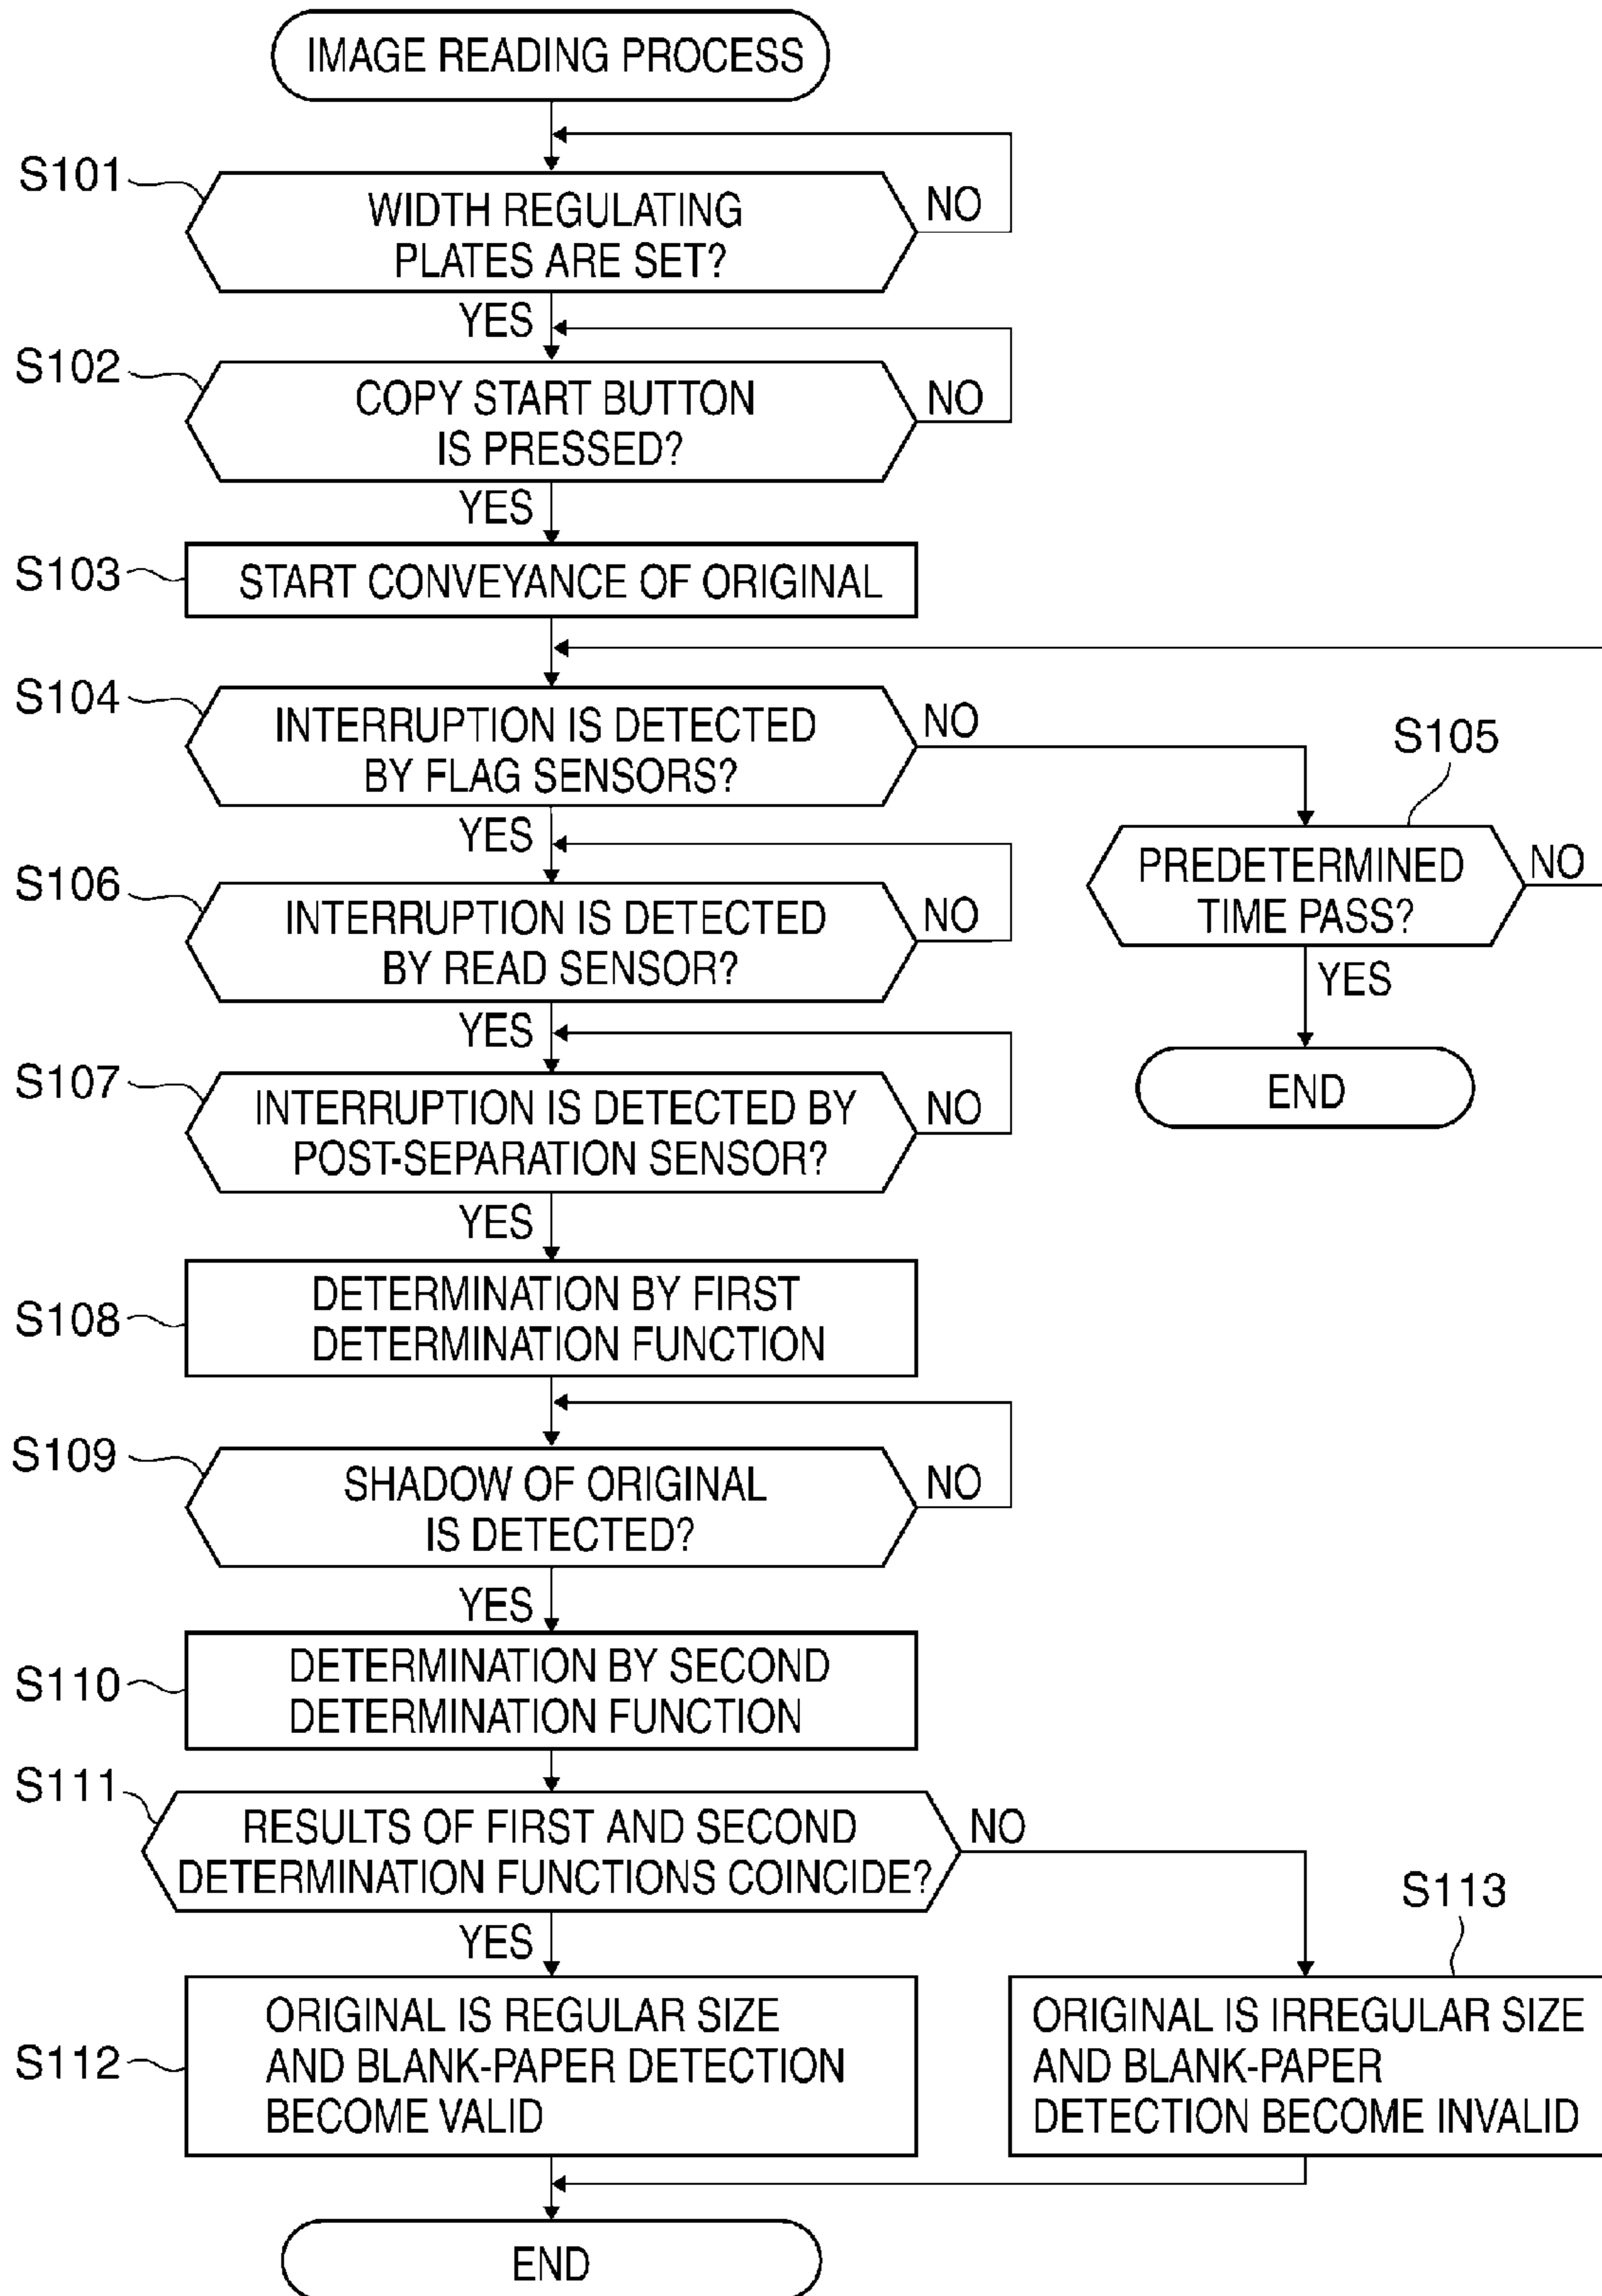 IMAGE READING PROCESS
S101
WIDTH REGULATING
PLATES ARE SET?
NO
YES
S102
COPY START BUTTON
IS PRESSED?
NO
YES
S103
START CONVEYANCE OF ORIGINAL
S104
INTERRUPTION IS DETECTED
BY FLAG SENSORS?
NO
YES
S105
PREDETERMINED
TIME PASS?
NO
YES
END
S106
INTERRUPTION IS DETECTED
BY READ SENSOR?
NO
YES
S107
INTERRUPTION IS DETECTED BY
POST-SEPARATION SENSOR?
NO
YES
S108
DETERMINATION BY FIRST
DETERMINATION FUNCTION
S109
SHADOW OF ORIGINAL
IS DETECTED?
NO
YES
S110
DETERMINATION BY SECOND
DETERMINATION FUNCTION
S111
RESULTS OF FIRST AND SECOND
DETERMINATION FUNCTIONS COINCIDE?
NO
YES
S112
ORIGINAL IS REGULAR SIZE
AND BLANK-PAPER DETECTION
BECOME VALID
S113
ORIGINAL IS IRREGULAR SIZE
AND BLANK-PAPER
DETECTION BECOME INVALID
END